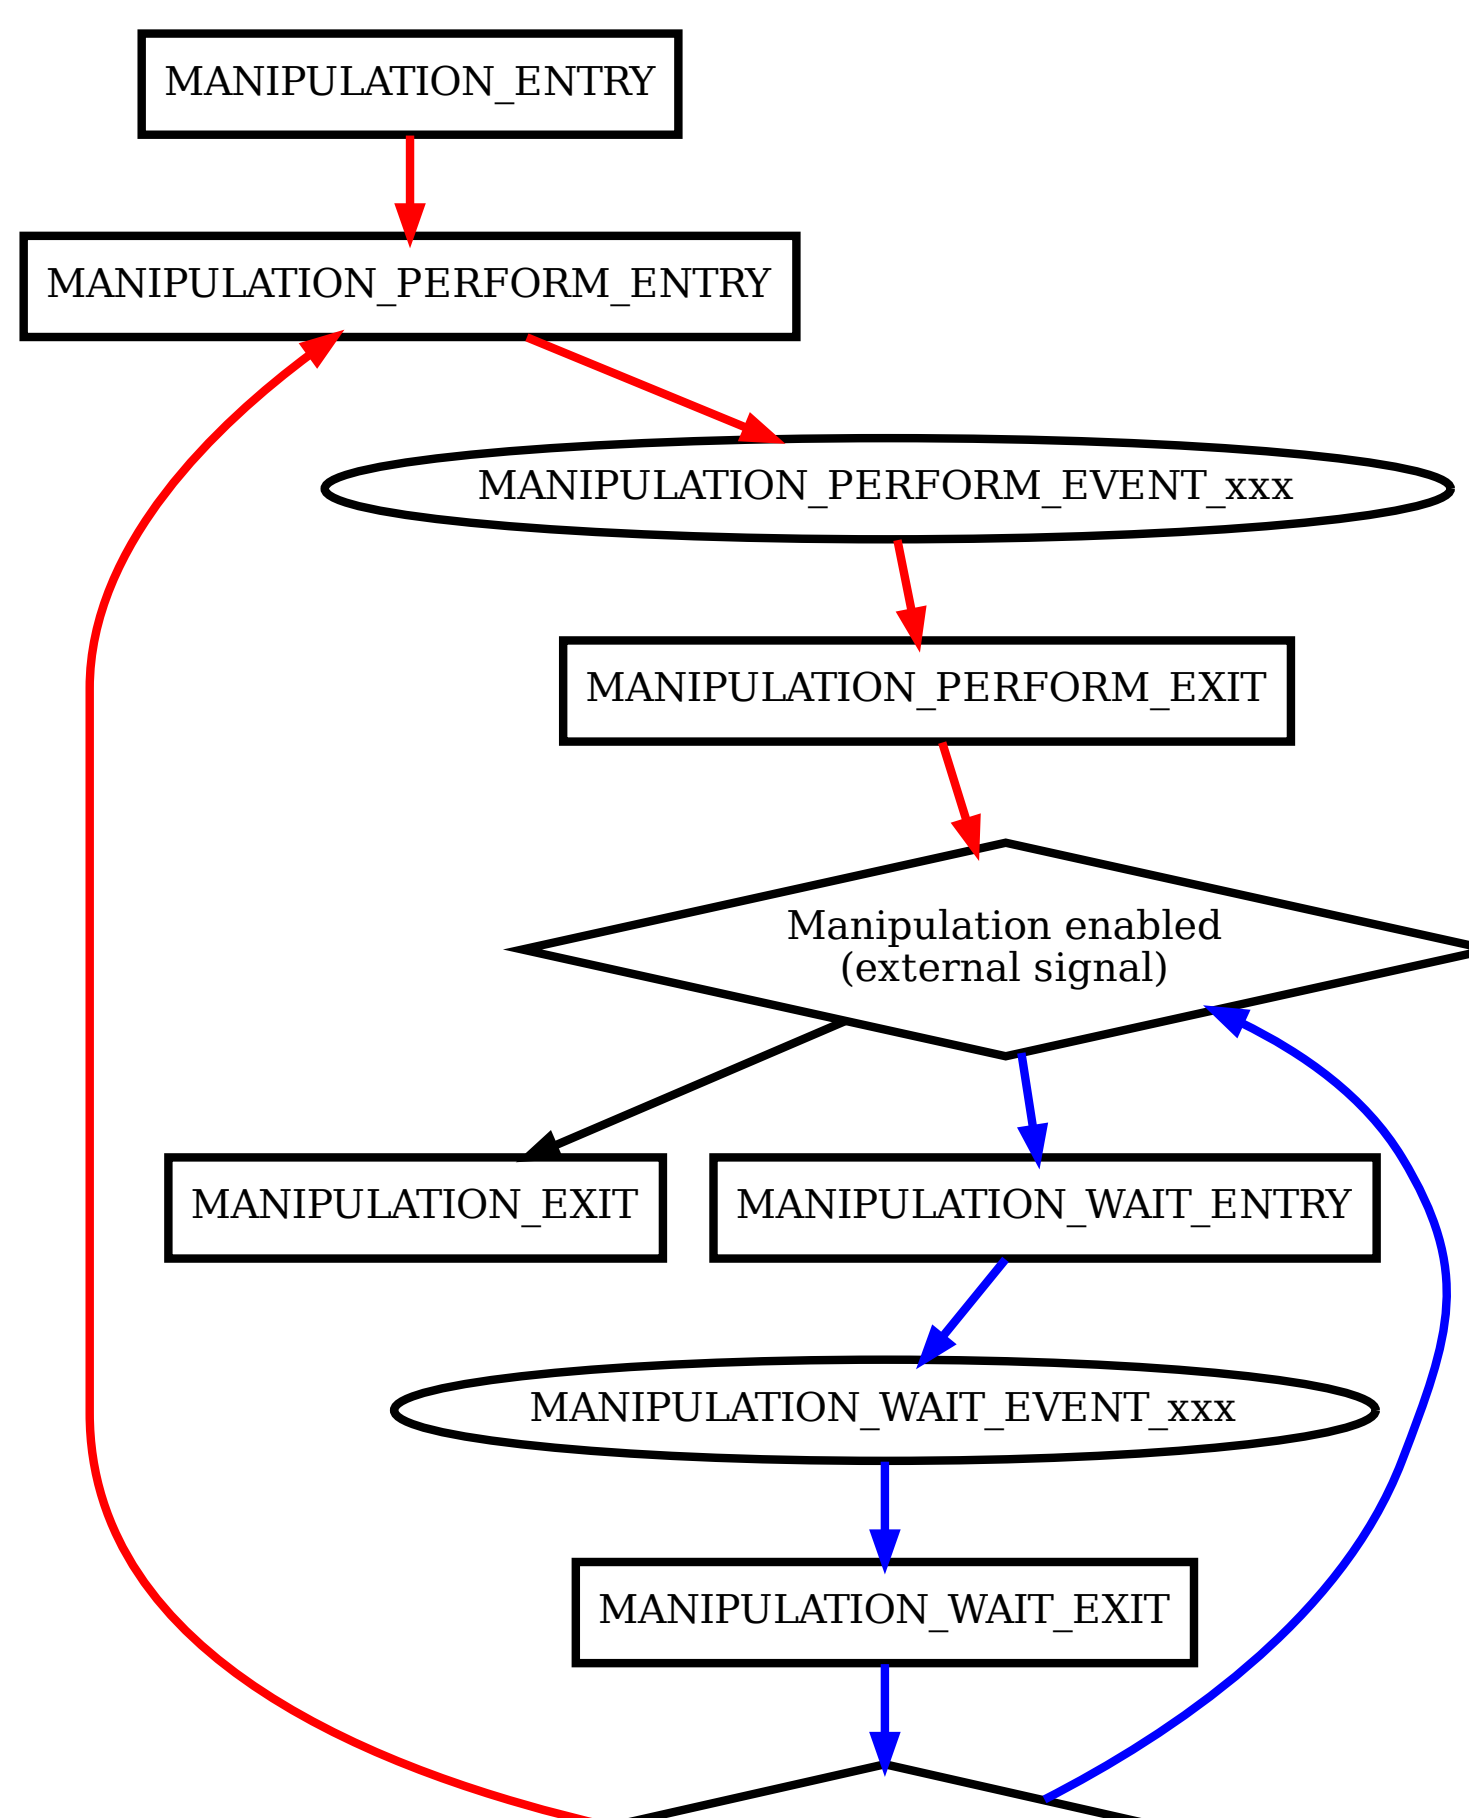 MANIPULATION_ENTRY
MANIPULATION_PERFORM_ENTRY
MANIPULATION_PERFORM_EVENT_xxx
MANIPULATION_PERFORM_EXIT
Manipulation enabled
(external signal)
MANIPULATION_EXIT
MANIPULATION_WAIT_ENTRY
MANIPULATION_WAIT_EVENT_xxx
MANIPULATION_WAIT_EXIT